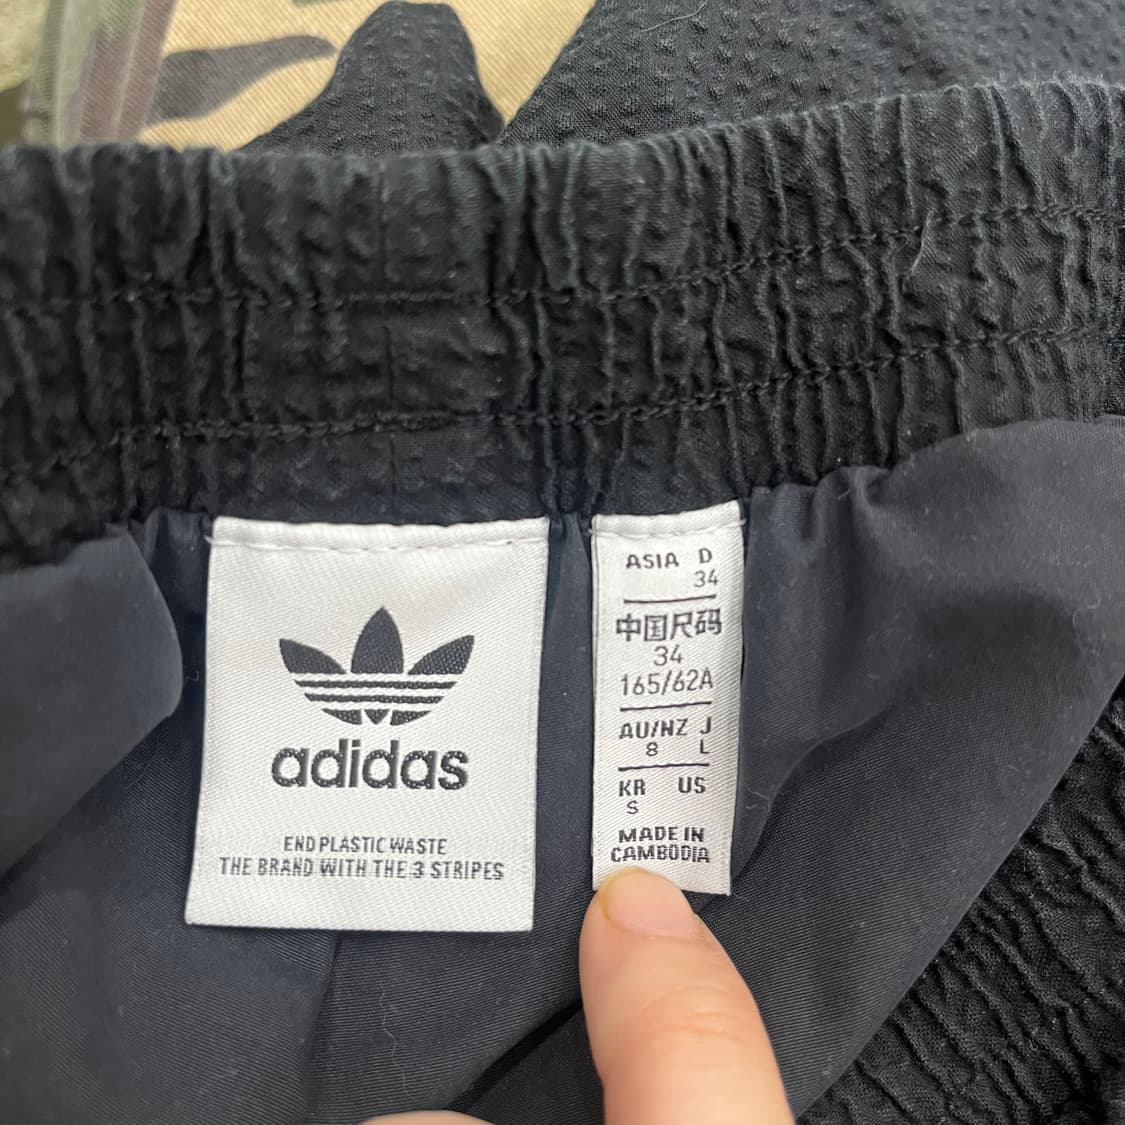 adidas
END PLASTIC WASTE
THE BRAND WITH THE 3 STRIPES
ASIA D
34
中国尺码
34
165/62A
AU/NZ J
8 L
KR US
S
MADE IN
CAMBODIA